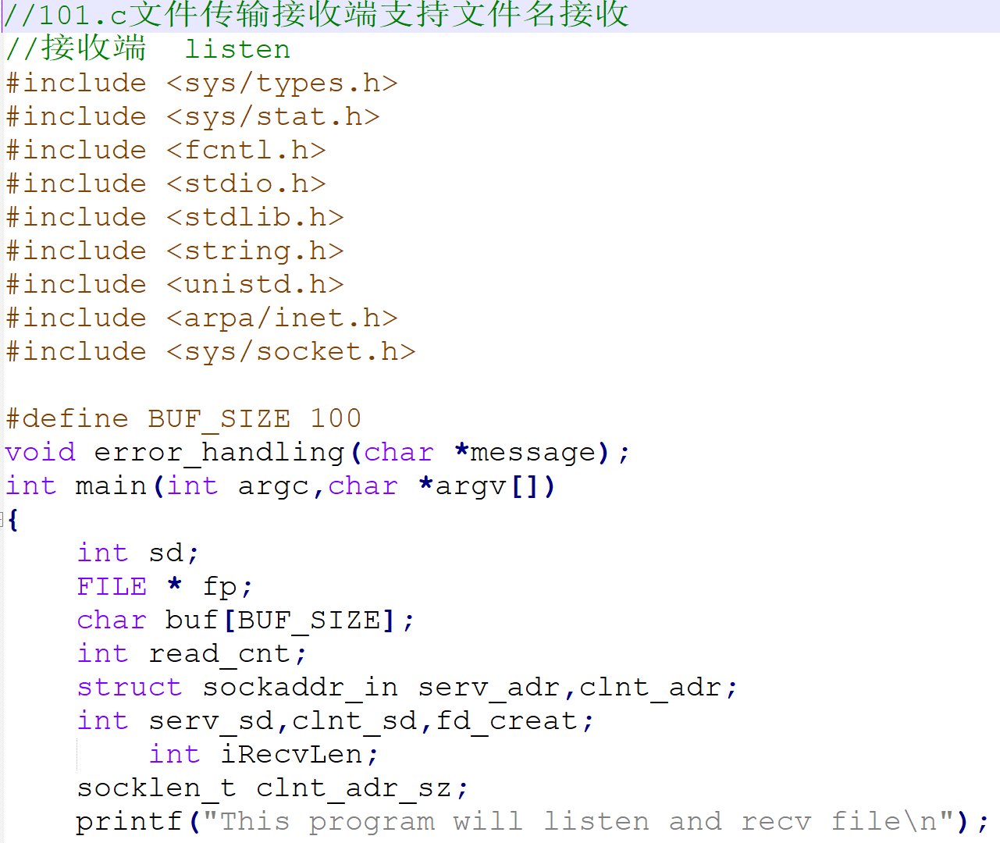 //101.c文件传输接收端支持文件名接收
//接收端  listen
#include <sys/types.h>
#include <sys/stat.h>
#include <fcntl.h>
#include <stdio.h>
#include <stdlib.h>
#include <string.h>
#include <unistd.h>
#include <arpa/inet.h>
#include <sys/socket.h>

#define BUF_SIZE 100
void error_handling(char *message);
int main(int argc,char *argv[])
{
    int sd;
    FILE * fp;
    char buf[BUF_SIZE];
    int read_cnt;
    struct sockaddr_in serv_adr,clnt_adr;
    int serv_sd,clnt_sd,fd_creat;
        int iRecvLen;
    socklen_t clnt_adr_sz;
    printf("This program will listen and recv file\n");